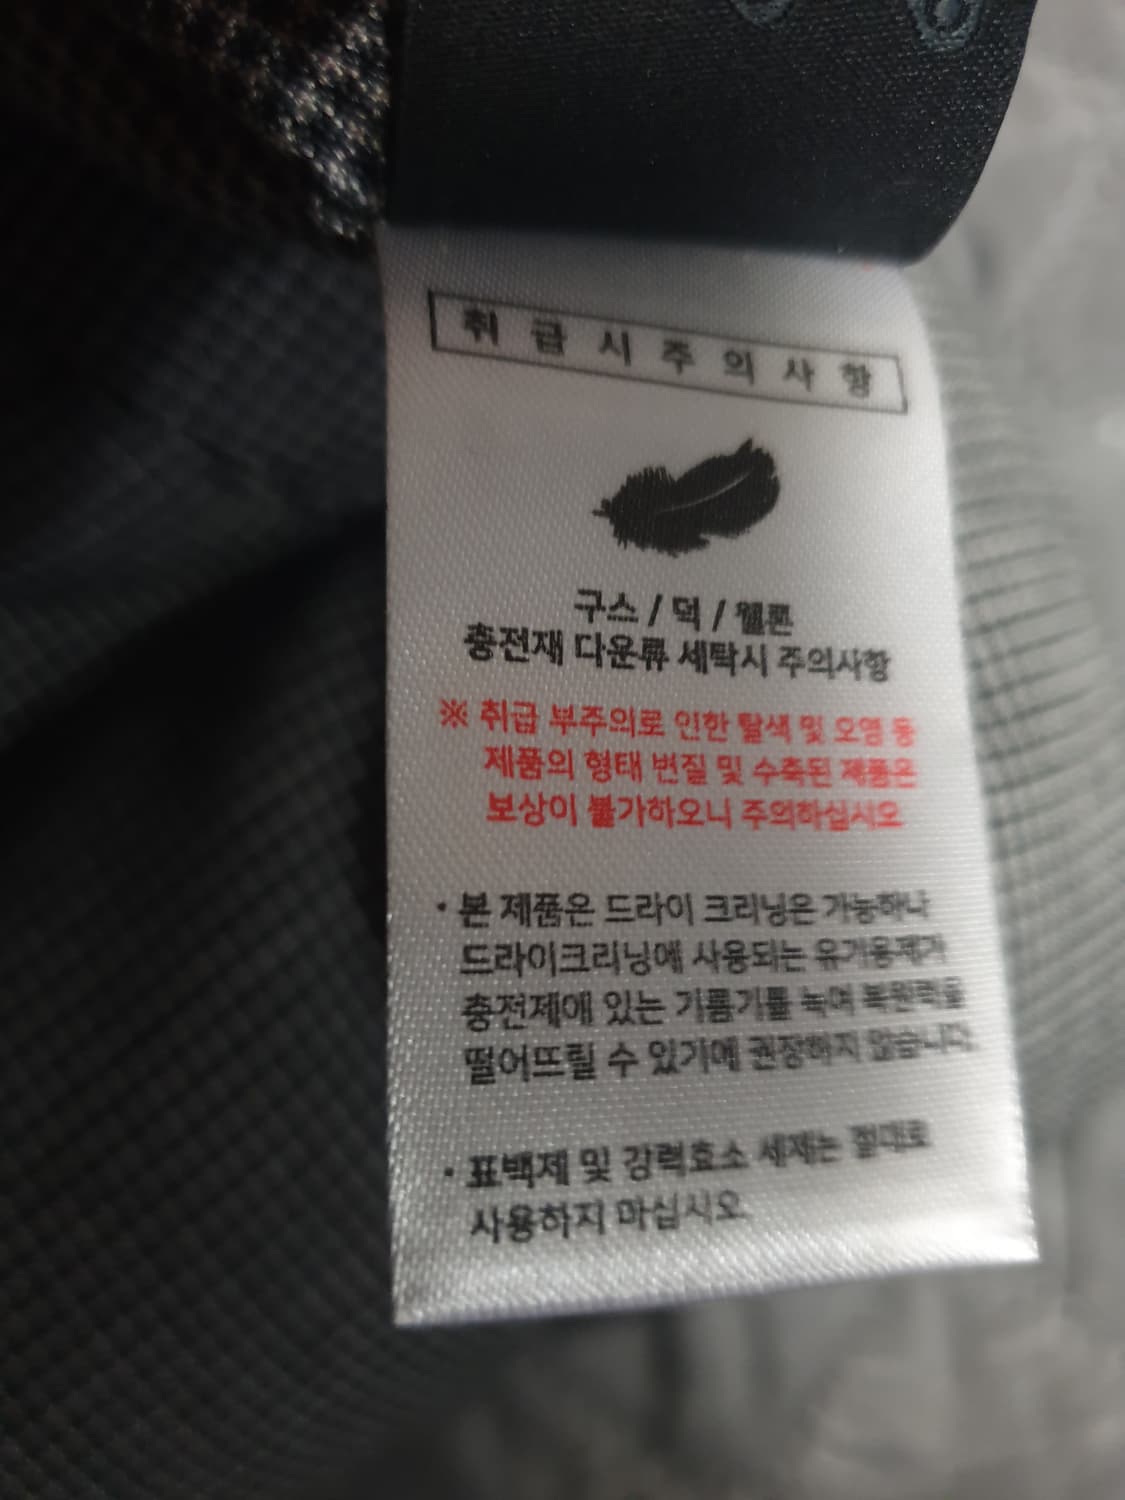 취급시주의사항
구스 / 덕 / 웰론
충전재 다운류 세탁시 주의사항
※ 취급 부주의로 인한 탈색 및 오염 등
제품의 형태 변질 및 수축된 제품은
보상이 불가하오니 주의하십시오
· 본 제품은 드라이 크리닝은 가능하나
드라이크리닝에 사용되는 유기용제가
충전제에 있는 기름기를 녹여 복원력을
떨어뜨릴 수 있기에 권장하지 않습니다.
· 표백제 및 강력효소 세제는 절대로
사용하지 마십시오.